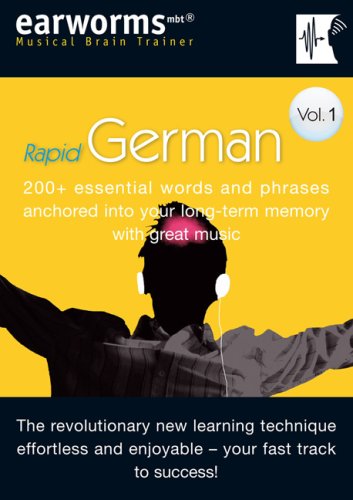 earworms mbt®
Musical Brain Trainer
Vol. 1
Rapid German
200+ essential words and phrases
anchored into your long-term memory
with great music
The revolutionary new learning technique
effortless and enjoyable – your fast track
to success!